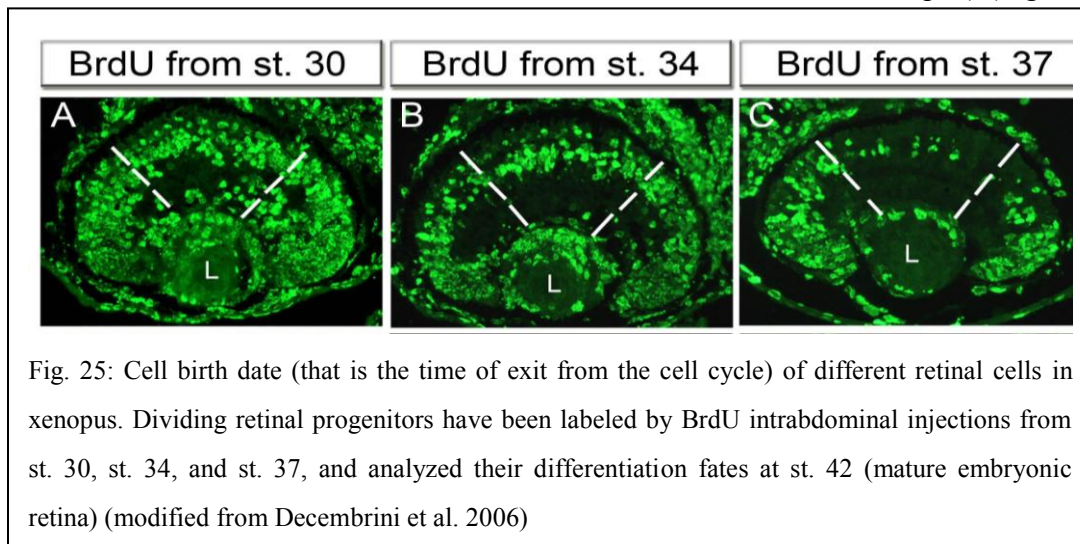 BrdU from st. 30 BrdU from st. 34 BrdU from st. 37
A B C
L L L
Fig. 25: Cell birth date (that is the time of exit from the cell cycle) of different retinal cells in
xenopus. Dividing retinal progenitors have been labeled by BrdU intrabdominal injections from
st. 30, st. 34, and st. 37, and analyzed their differentiation fates at st. 42 (mature embryonic
retina) (modified from Decembrini et al. 2006)